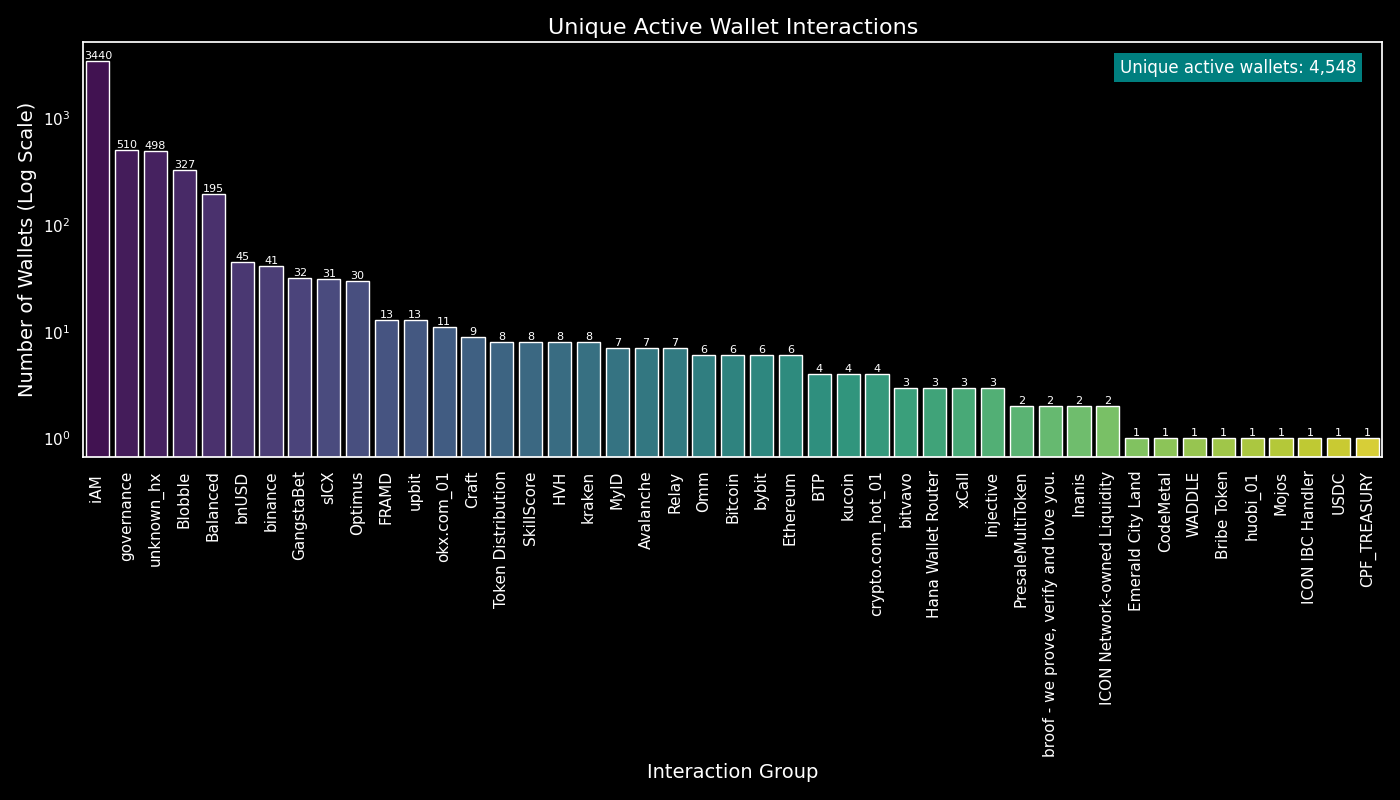 Unique Active Wallet Interactions
Unique active wallets: 4,548
Number of Wallets (Log Scale)
10³
10²
10¹
10⁰
3440
510
498
327
195
45
41
32
31
30
13
13
11
9
8
8
8
8
7
7
7
6
6
6
6
4
4
4
3
3
3
3
2
2
2
2
1
1
1
1
1
1
1
1
1
iAM
governance
unknown_hx
Blobble
Balanced
bnUSD
binance
GangstaBet
sICX
Optimus
FRAMD
upbit
okx.com_01
Craft
Token Distribution
SkillScore
HVH
kraken
MyID
Avalanche
Relay
Omm
Bitcoin
bybit
Ethereum
BTP
kucoin
crypto.com_hot_01
bitvavo
Hana Wallet Router
xCall
Injective
PresaleMultiToken
broof - we prove, verify and love you.
Inanis
ICON Network-owned Liquidity
Emerald City Land
CodeMetal
WADDLE
Bribe Token
huobi_01
Mojos
ICON IBC Handler
USDC
CPF_TREASURY
Interaction Group